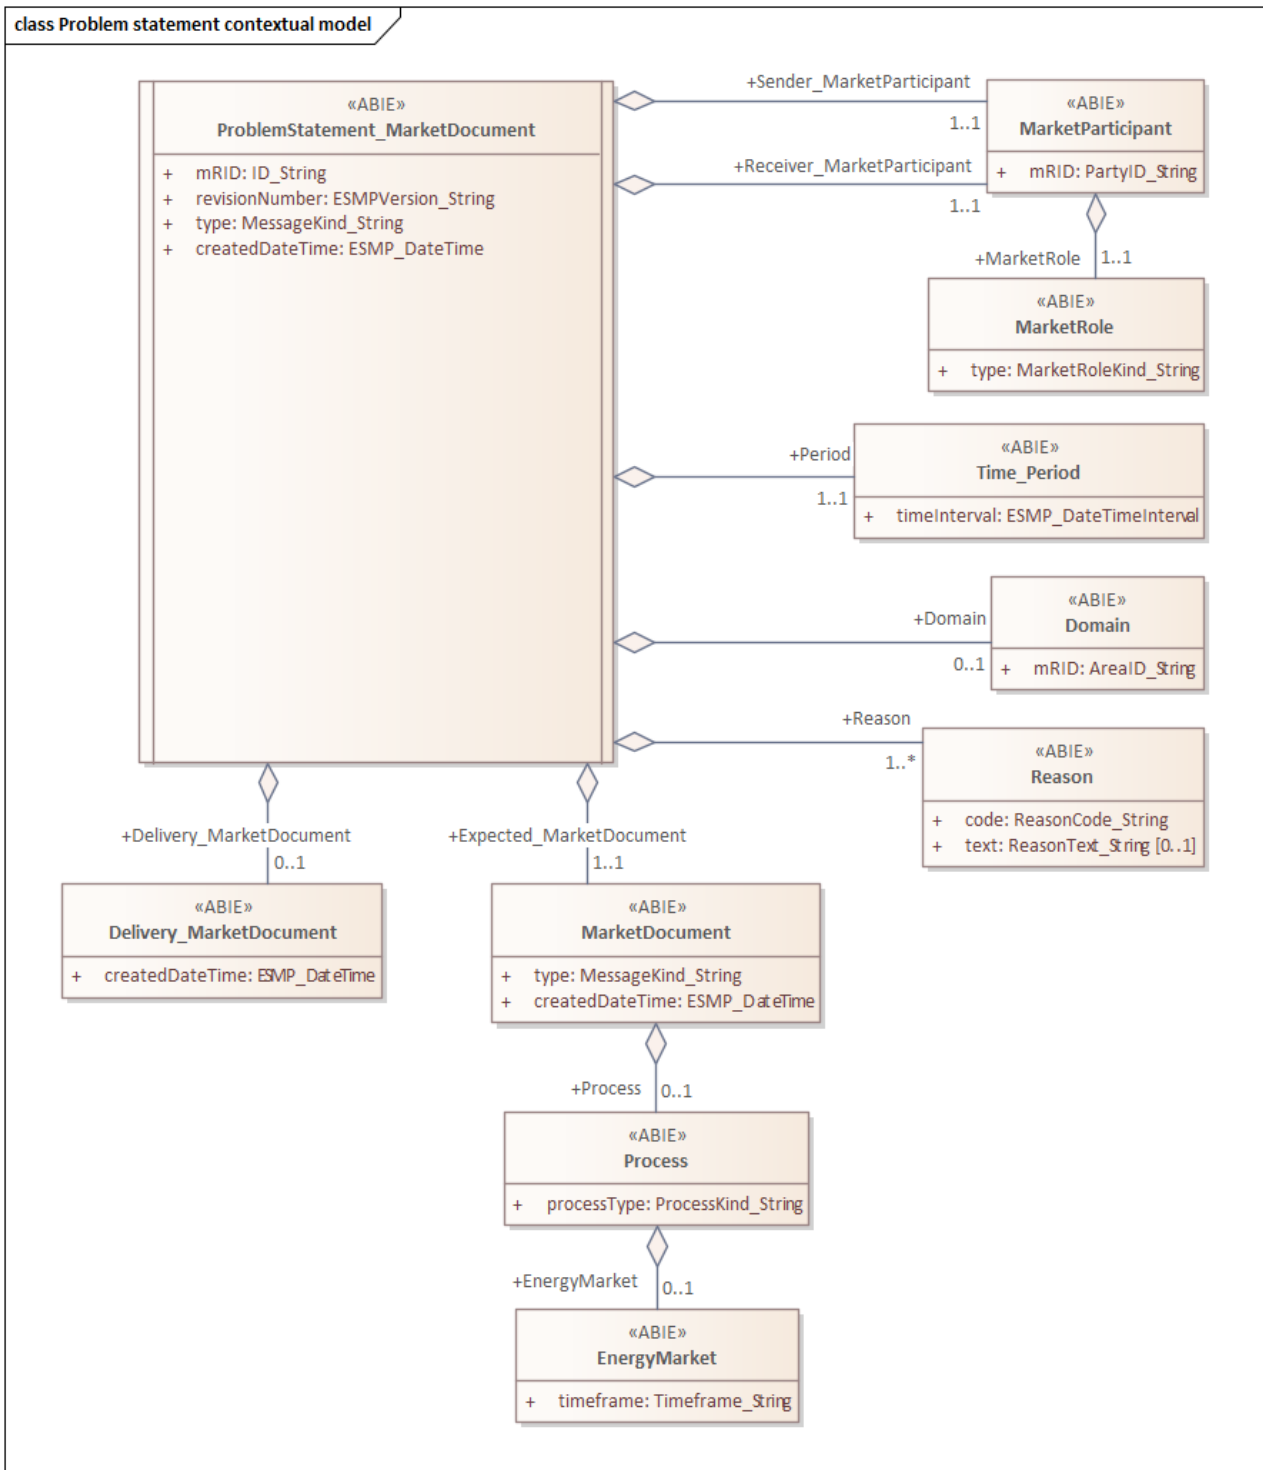 class Problem statement contextual model
«ABIE»
ProblemStatement_MarketDocument
+ mRID: ID_String
+ revisionNumber: ESMPVersion_String
+ type: MessageKind_String
+ createdDateTime: ESMP_DateTime
+Sender_MarketParticipant
1..1
+Receiver_MarketParticipant
1..1
«ABIE»
MarketParticipant
+ mRID: PartyID_String
+MarketRole
1..1
«ABIE»
MarketRole
+ type: MarketRoleKind_String
+Period
1..1
«ABIE»
Time_Period
+ timeInterval: ESMP_DateTimeInterval
+Domain
0..1
«ABIE»
Domain
+ mRID: AreaID_String
+Reason
1..*
«ABIE»
Reason
+ code: ReasonCode_String
+ text: ReasonText_String [0..1]
+Delivery_MarketDocument
0..1
«ABIE»
Delivery_MarketDocument
+ createdDateTime: ESMP_DateTime
+Expected_MarketDocument
1..1
«ABIE»
MarketDocument
+ type: MessageKind_String
+ createdDateTime: ESMP_DateTime
+Process
0..1
«ABIE»
Process
+ processType: ProcessKind_String
+EnergyMarket
0..1
«ABIE»
EnergyMarket
+ timeframe: Timeframe_String